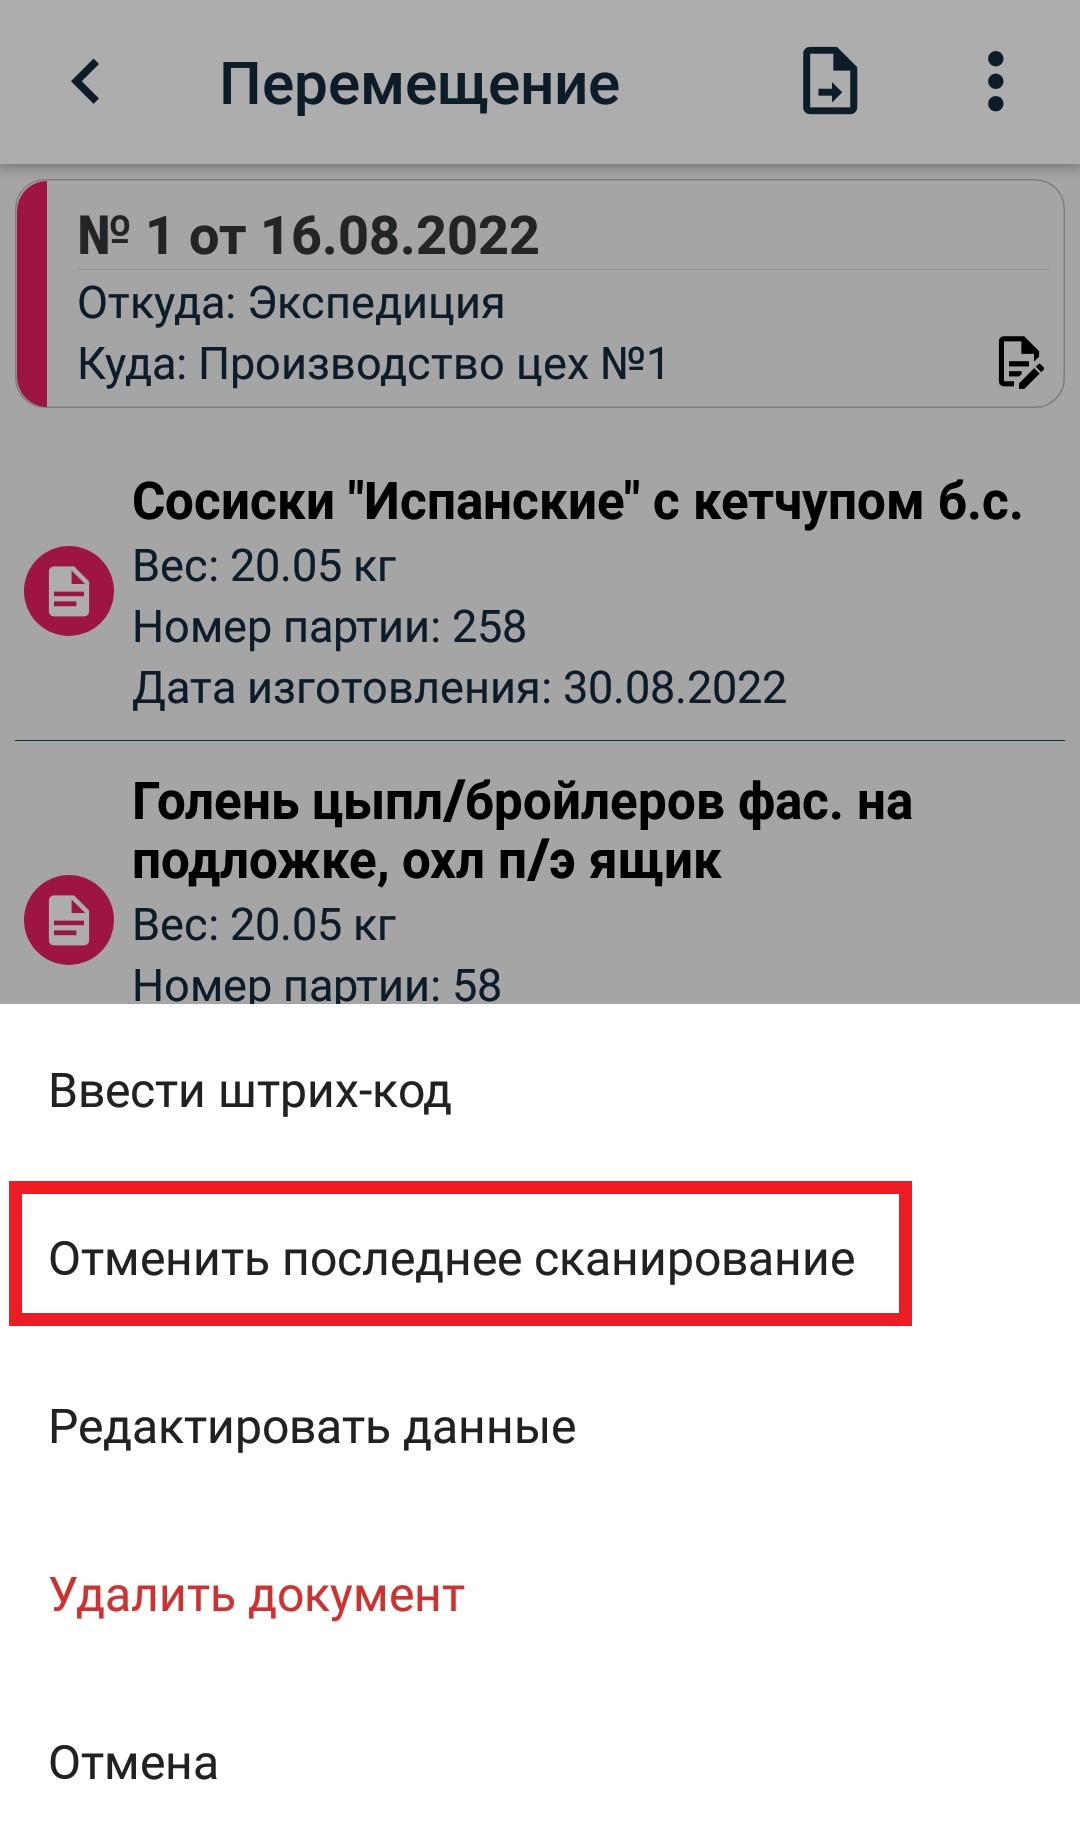 Перемещение
№ 1 от 16.08.2022
Откуда: Экспедиция
Куда: Производство цех №1
Сосиски "Испанские" с кетчупом б.с.
Вес: 20.05 кг
Номер партии: 258
Дата изготовления: 30.08.2022
Голень цыпл/бройлеров фас. на
подложке, охл п/э ящик
Вес: 20.05 кг
Номер партии: 58
Ввести штрих-код
Отменить последнее сканирование
Редактировать данные
Удалить документ
Отмена